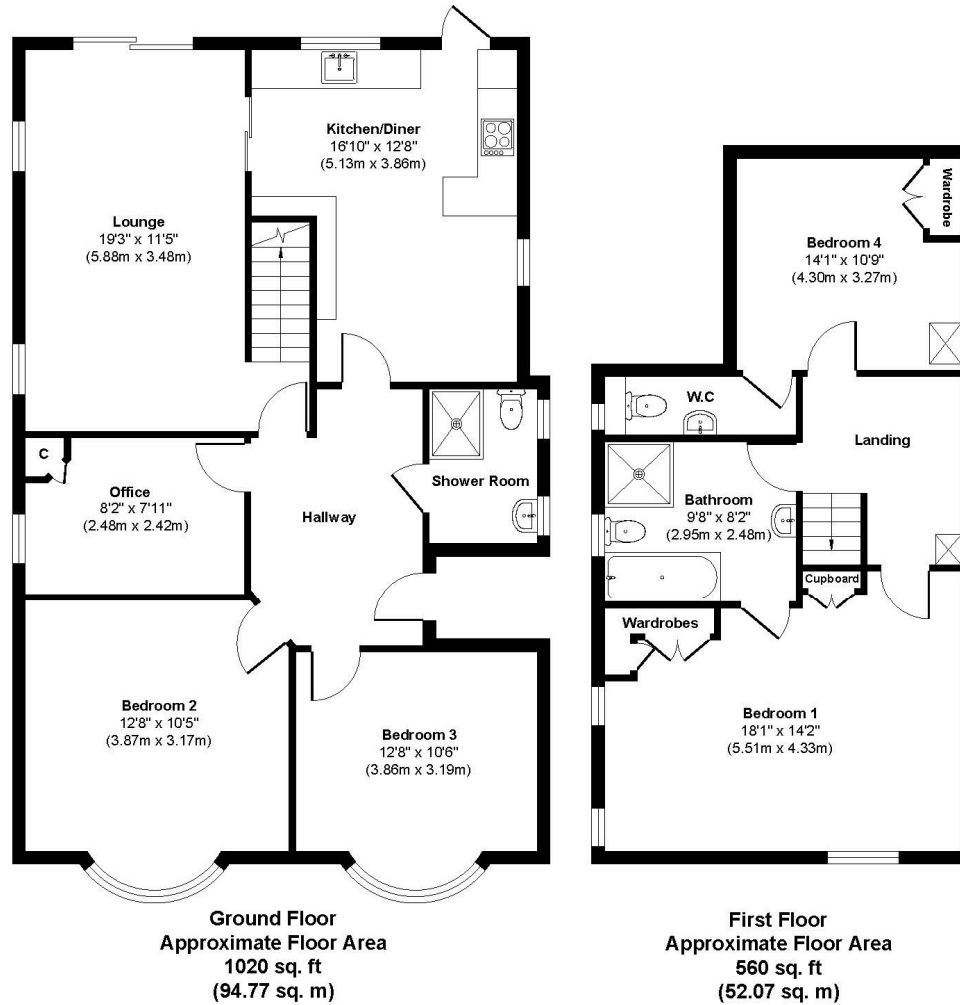 Kitchen/Diner
16'10" x 12'8"
(5.13m x 3.86m)
Lounge
19'3" x 11'5"
(5.88m x 3.48m)
C
Office
8'2" x 7'11"
(2.48m x 2.42m)
Hallway
Shower Room
Bedroom 2
12'8" x 10'5"
(3.87m x 3.17m)
Bedroom 3
12'8" x 10'6"
(3.86m x 3.19m)
Ground Floor
Approximate Floor Area
1020 sq. ft
(94.77 sq. m)
Wardrobe
Bedroom 4
14'1" x 10'9"
(4.30m x 3.27m)
W.C
Landing
Bathroom
9'8" x 8'2"
(2.95m x 2.48m)
Cupboard
Wardrobes
Bedroom 1
18'1" x 14'2"
(5.51m x 4.33m)
First Floor
Approximate Floor Area
560 sq. ft
(52.07 sq. m)